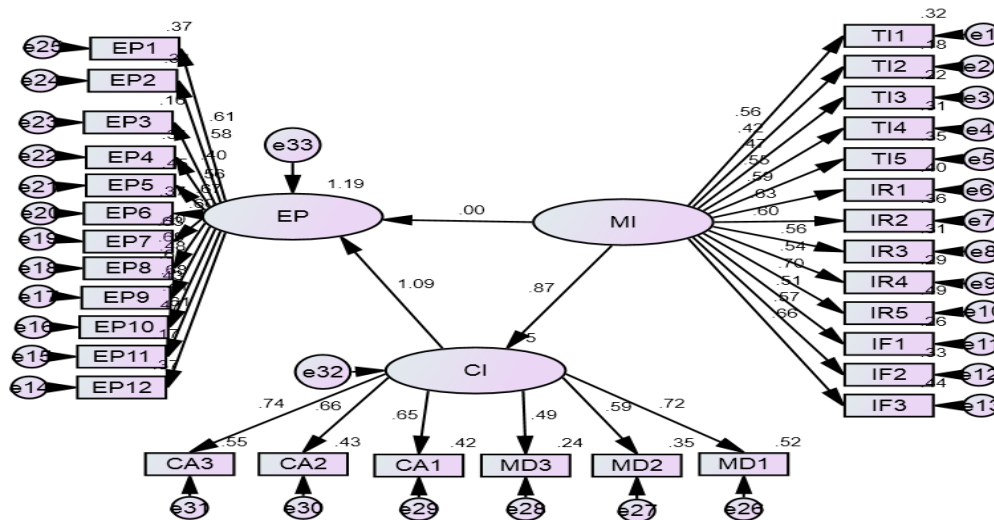 .37
.32
e25 EP1 TI1 e1
.18
e24 EP2 TI2 e2
.16 .22
e23 EP3 .61 .56 TI3 e3
.58 .42 .31
e33 .47 TI4 e4
e22 EP4 .40 .55 .35
.56 .59 TI5 e5
e21 EP5 .67 1.19 .63 .40
IR1 e6
e20 EP6 EP .00 MI .60 .36
IR2 e7
e19 EP7 .56 .31
.54 IR3 e8
e18 EP8 .70 .29
IR4 e9
e17 EP9 1.09 .87 .51 .49
.57 IR5 e10
e16 EP10 .61 .66 .26
IF1 e11
e15 EP11 .17 .33
e32 CI IF2 e12
e14 EP12 .37 .44
IF3 e13
.74 .66 .65 .49 .59 .72
.55 .43 .42 .24 .35 .52
CA3 CA2 CA1 MD3 MD2 MD1
e31 e30 e29 e28 e27 e26